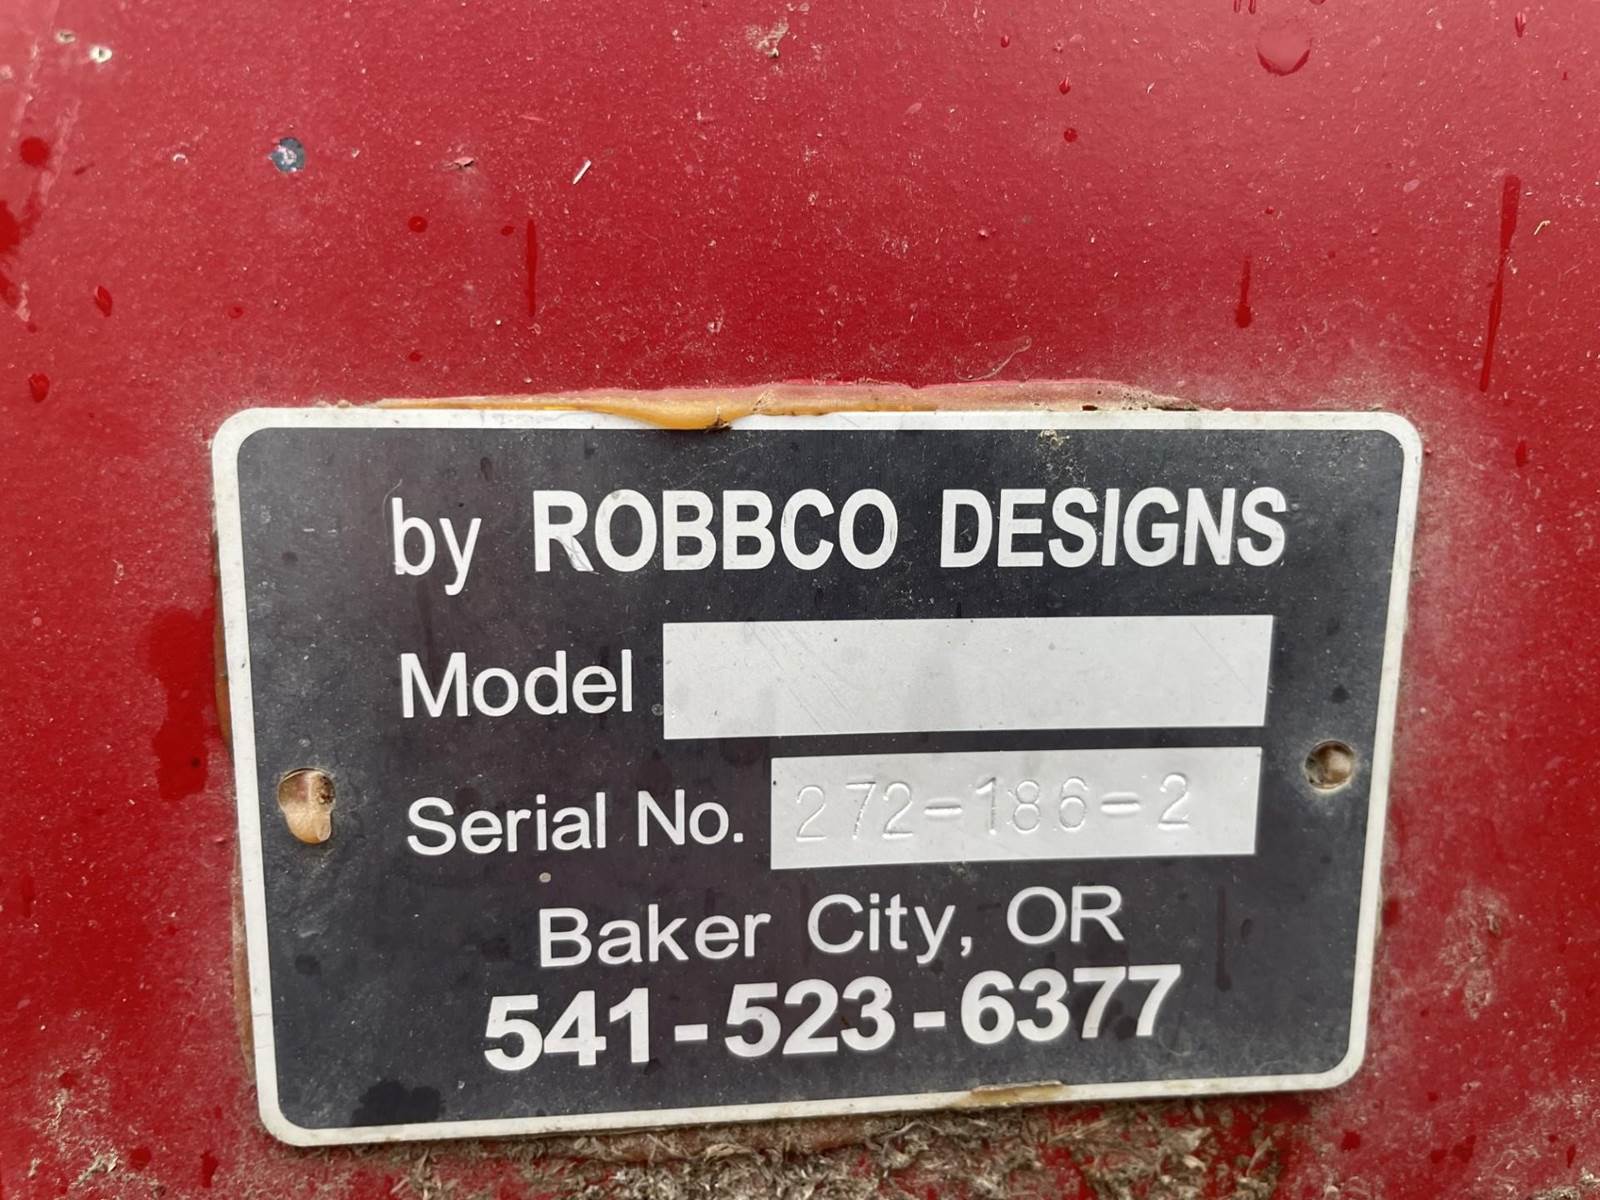 by ROBBCO DESIGNS
Model
Serial No. 272-186-2
Baker City, OR
541-523-6377